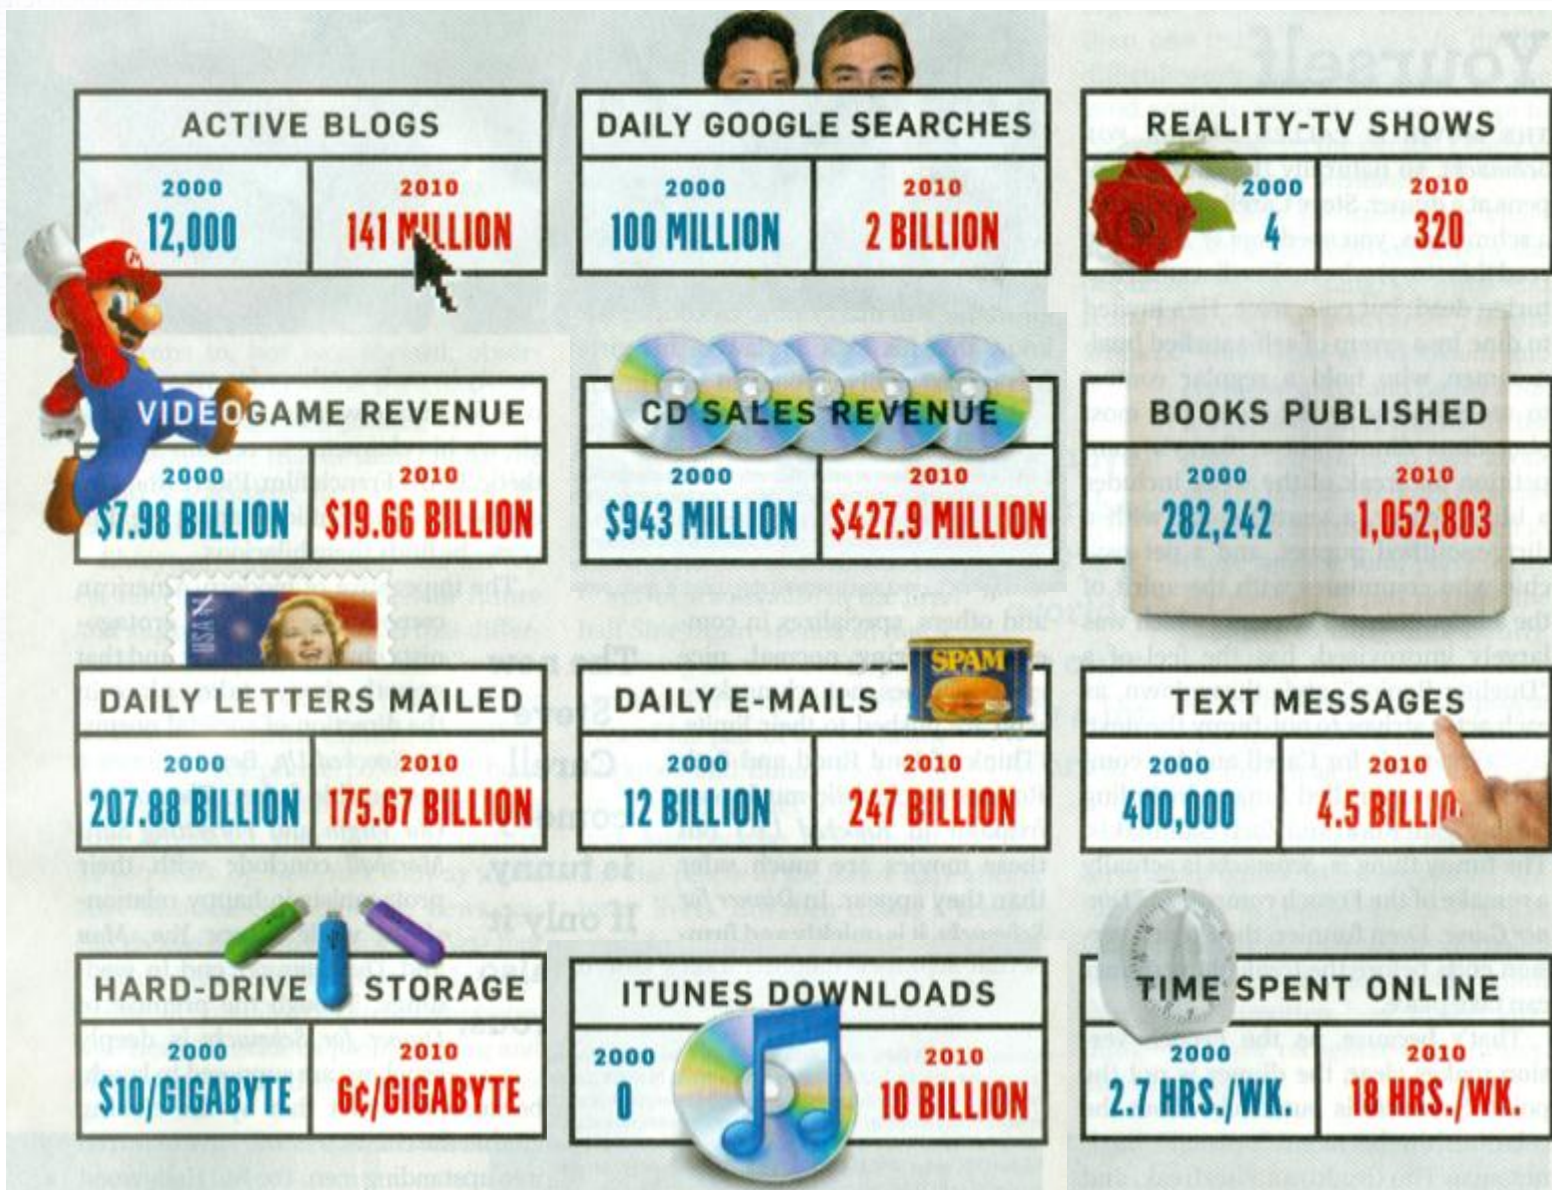 ACTIVE BLOGS
2000
12,000
2010
141 MILLION
DAILY GOOGLE SEARCHES
2000
100 MILLION
2010
2 BILLION
REALITY-TV SHOWS
2000
4
2010
320
VIDEOGAME REVENUE
2000
$7.98 BILLION
2010
$19.66 BILLION
CD SALES REVENUE
2000
$943 MILLION
2010
$427.9 MILLION
BOOKS PUBLISHED
2000
282,242
2010
1,052,803
USA
DAILY LETTERS MAILED
2000
207.88 BILLION
2010
175.67 BILLION
SPAM
DAILY E-MAILS
2000
12 BILLION
2010
247 BILLION
TEXT MESSAGES
2000
400,000
2010
4.5 BILLIO
HARD-DRIVE STORAGE
2000
$10/GIGABYTE
2010
6¢/GIGABYTE
ITUNES DOWNLOADS
2000
0
2010
10 BILLION
TIME SPENT ONLINE
2000
2.7 HRS./WK.
2010
18 HRS./WK.